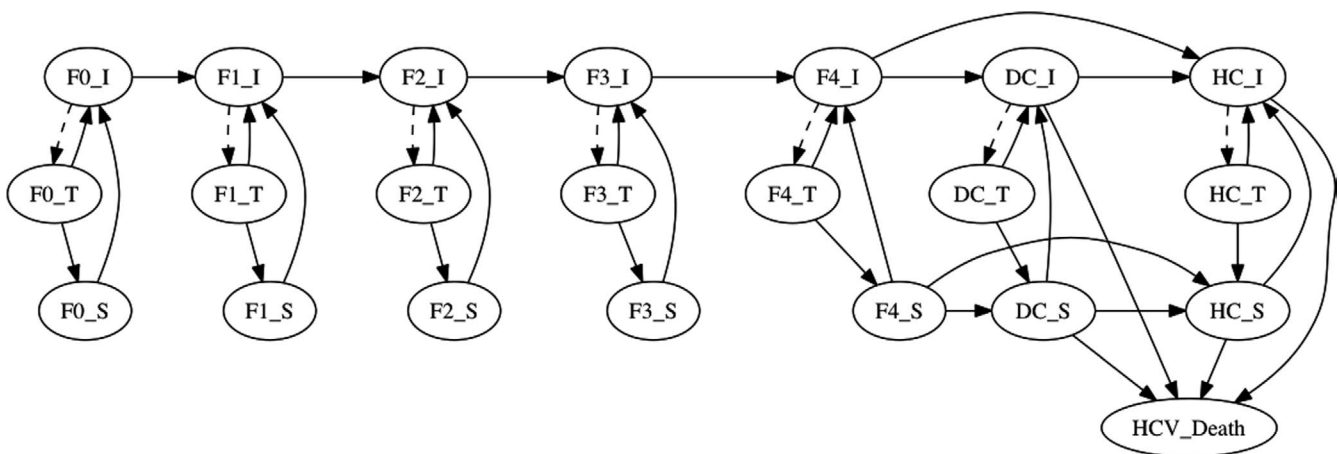 F0_I
F1_I
F2_I
F3_I
F4_I
DC_I
HC_I
F0_T
F1_T
F2_T
F3_T
F4_T
DC_T
HC_T
F0_S
F1_S
F2_S
F3_S
F4_S
DC_S
HC_S
HCV_Death